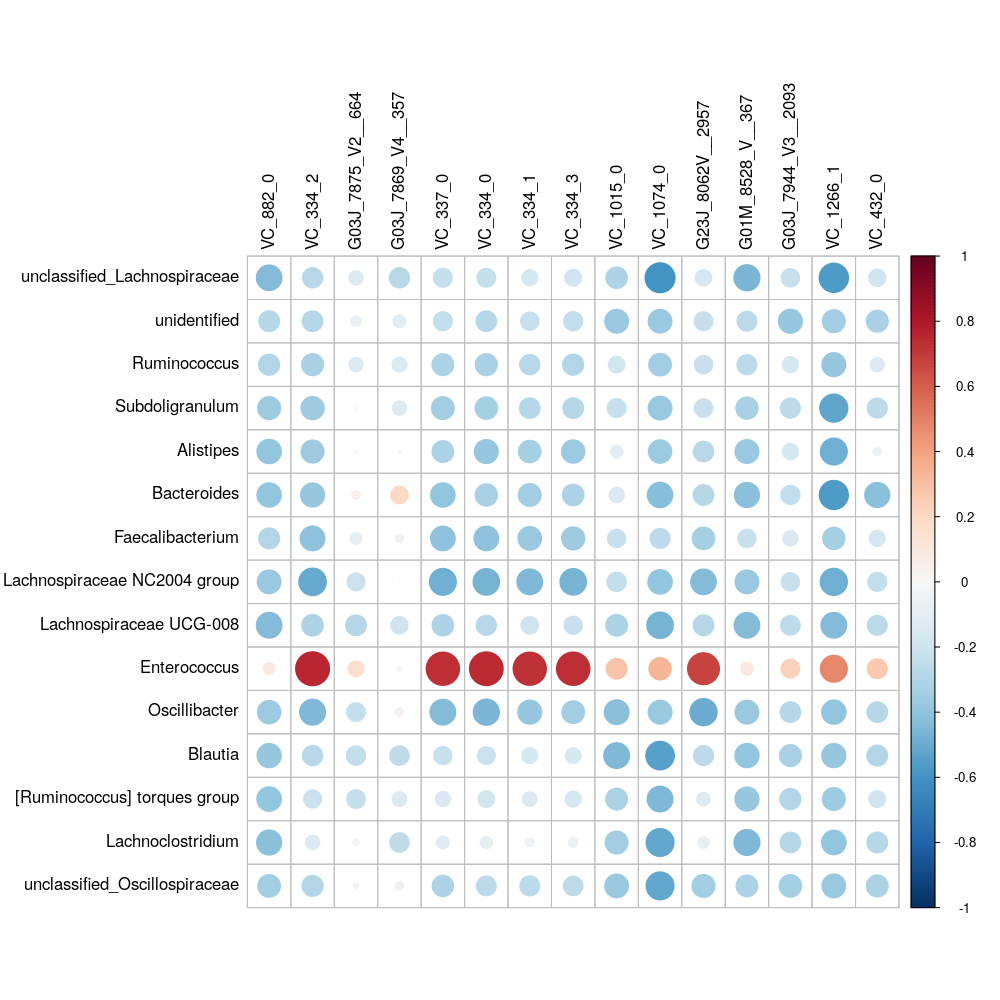 VC_882_0
VC_334_2
G03J_7875_V2__664
G03J_7869_V4__357
VC_337_0
VC_334_0
VC_334_1
VC_334_3
VC_1015_0
VC_1074_0
G23J_8062V__2957
G01M_8528_V__367
G03J_7944_V3__2093
VC_1266_1
VC_432_0
unclassified_Lachnospiraceae
unidentified
Ruminococcus
Subdoligranulum
Alistipes
Bacteroides
Faecalibacterium
Lachnospiraceae NC2004 group
Lachnospiraceae UCG-008
Enterococcus
Oscillibacter
Blautia
[Ruminococcus] torques group
Lachnoclostridium
unclassified_Oscillospiraceae
1
0.8
0.6
0.4
0.2
0
-0.2
-0.4
-0.6
-0.8
-1